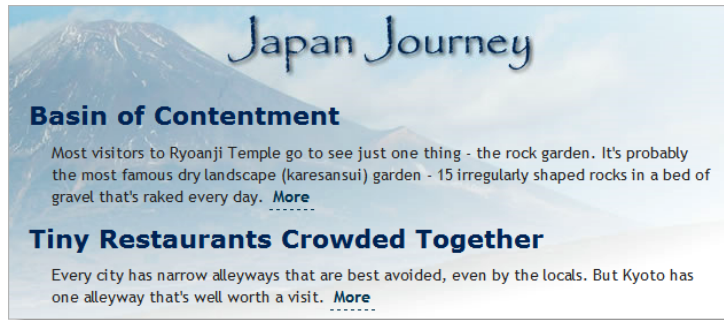 Japan Journey
Basin of Contentment
Most visitors to Ryoanji Temple go to see just one thing - the rock garden. It's probably
the most famous dry landscape (karesansui) garden - 15 irregularly shaped rocks in a bed of
gravel that's raked every day. More
Tiny Restaurants Crowded Together
Every city has narrow alleyways that are best avoided, even by the locals. But Kyoto has
one alleyway that's well worth a visit. More